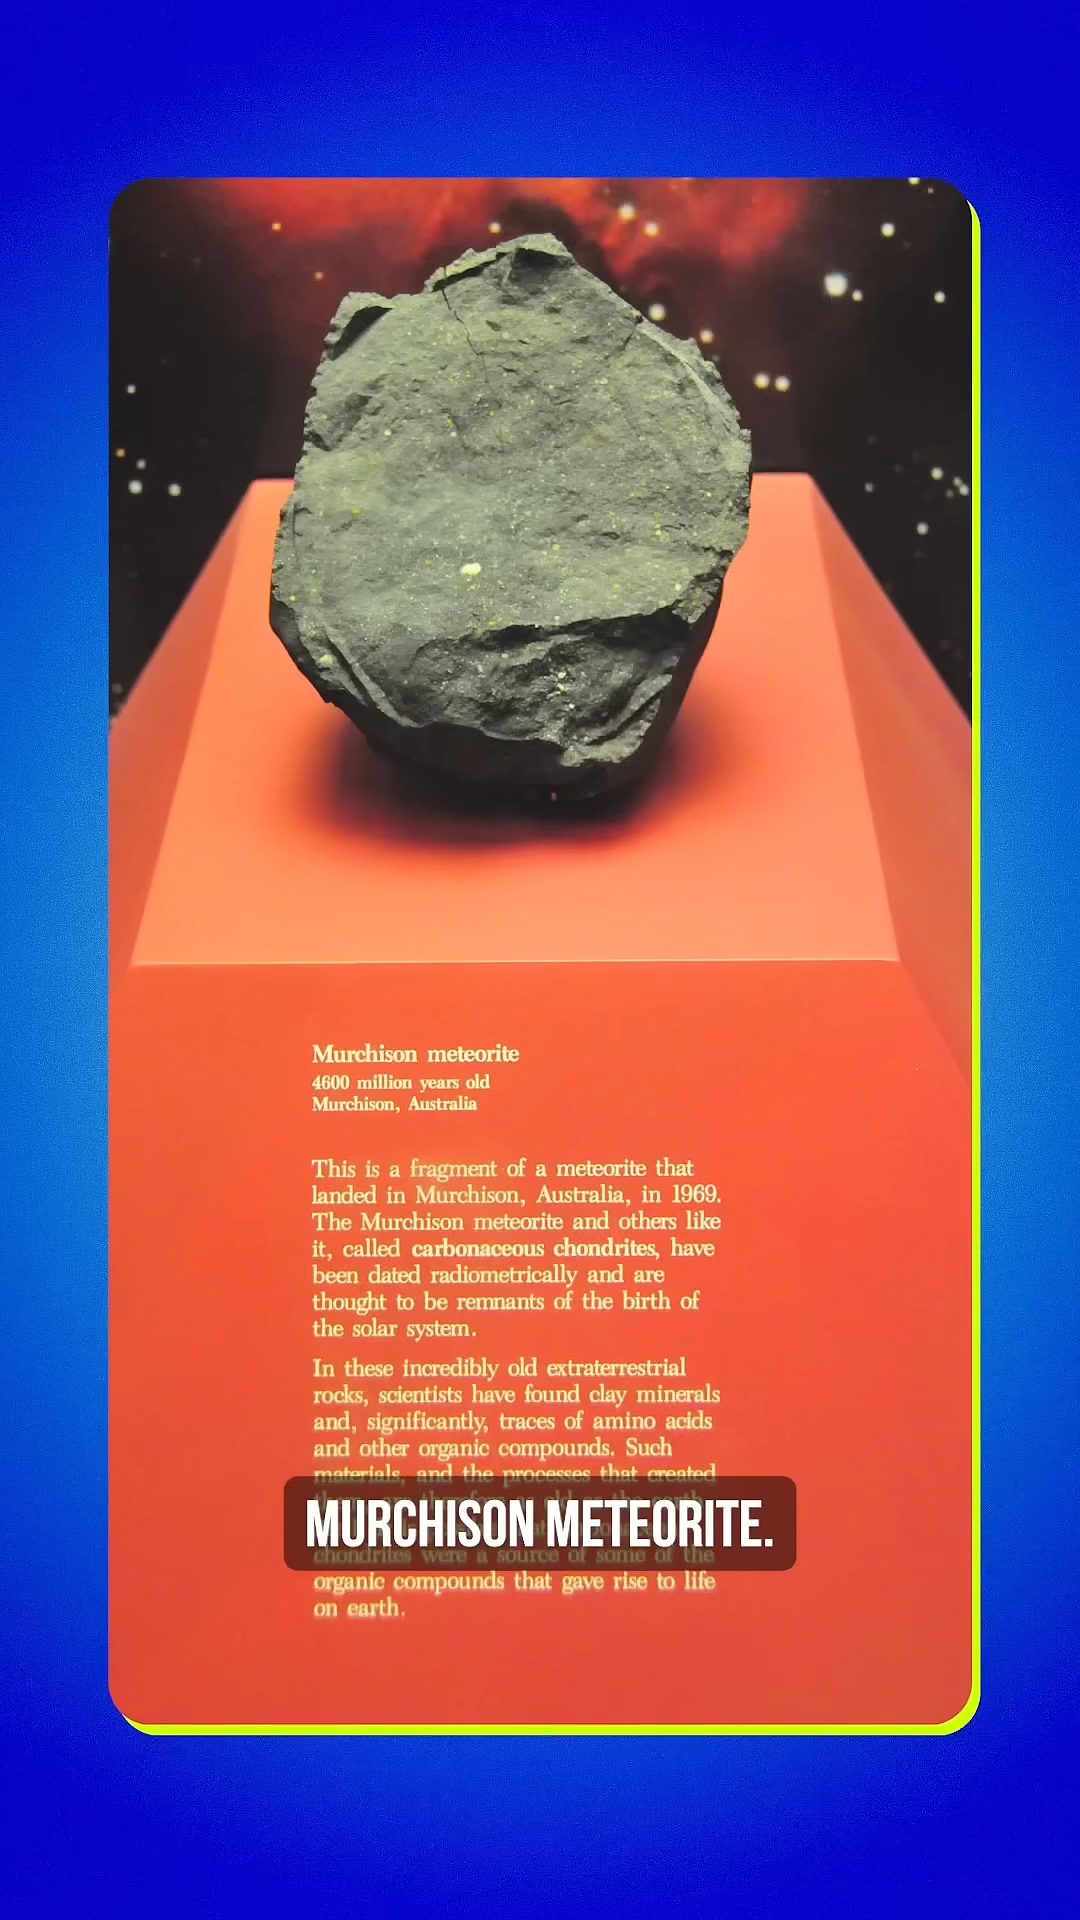 Murchison meteorite
4600 million years old
Murchison, Australia
This is a fragment of a meteorite that
landed in Murchison, Australia, in 1969.
The Murchison meteorite and others like
it, called carbonaceous chondrites, have
been dated radiometrically and are
thought to be remnants of the birth of
the solar system.
In these incredibly old extraterrestrial
rocks, scientists have found clay minerals
and, significantly, traces of amino acids
and other organic compounds. Such
materials, and the processes that created
MURCHISON METEORITE.
chondrites were a source of some of the
organic compounds that gave rise to life
on earth.